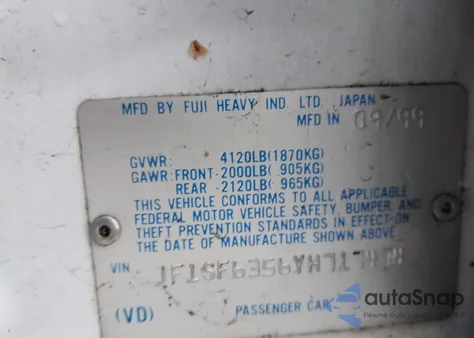 MFD BY FUJI HEAVY IND. LTD. JAPAN
MFD IN 09/99
GVWR: 4120LB(1870KG)
GAWR: FRONT-2000LB( 905KG)
REAR -2120LB( 965KG)
THIS VEHICLE CONFORMS TO ALL APPLICABLE
FEDERAL MOTOR VEHICLE SAFETY, BUMPER, AND
THEFT PREVENTION STANDARDS IN EFFECT ON
THE DATE OF MANUFACTURE SHOWN ABOVE
VIN
(VD) PASSENGER CAR
autoSnap